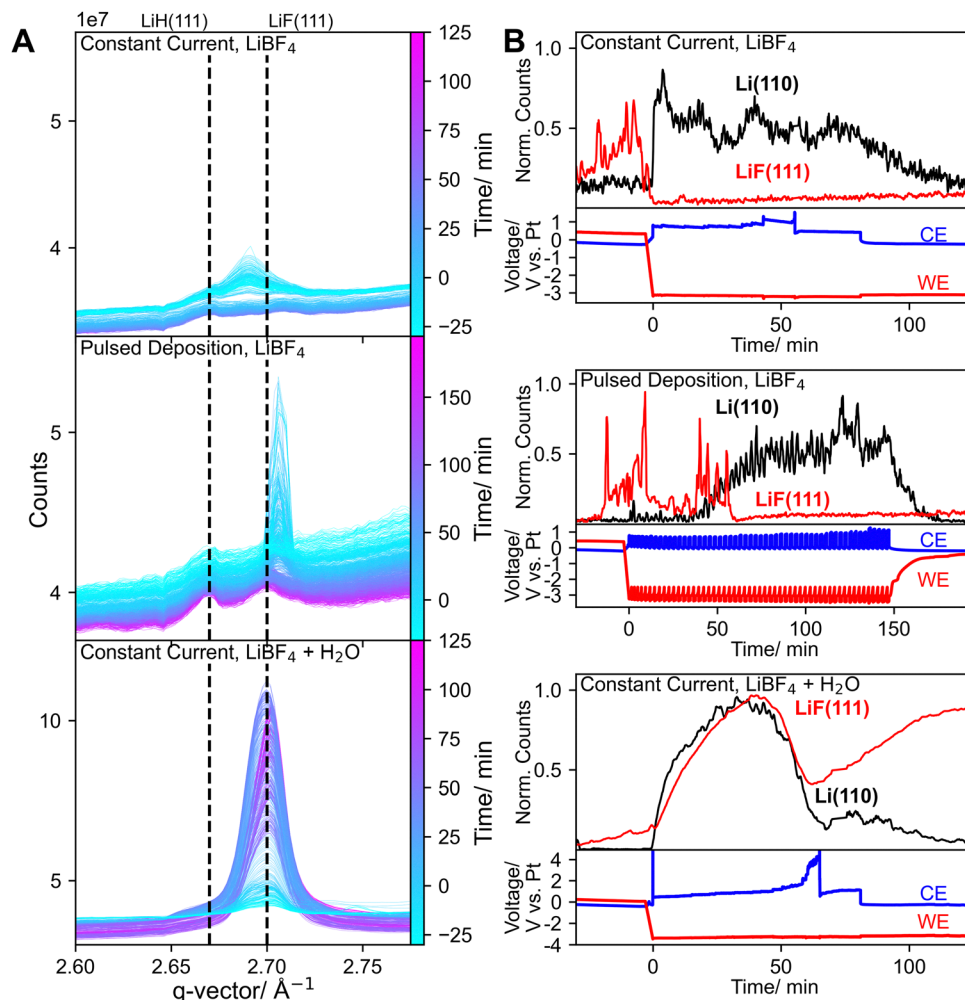 A
1e7
LiH(111)
LiF(111)
Constant Current, LiBF₄
5
4
125
100
75
50
25
0
−25
Time/ min
Pulsed Deposition, LiBF₄
5
4
150
100
50
0
Time/ min
Counts
Constant Current, LiBF₄ + H₂O
10
5
125
100
75
50
25
0
−25
Time/ min
2.60
2.65
2.70
2.75
q-vector/ Å⁻¹
B
Constant Current, LiBF₄
1.0
0.5
Norm. Counts
Li(110)
LiF(111)
1
0
-1
-2
-3
Voltage/
V vs. Pt
CE
WE
0
50
100
Time/ min
Pulsed Deposition, LiBF₄
1.0
0.5
Norm. Counts
Li(110)
LiF(111)
1
0
-1
-2
-3
Voltage/
V vs. Pt
CE
WE
0
50
100
150
Time/ min
Constant Current, LiBF₄ + H₂O
1.0
0.5
Norm. Counts
LiF(111)
Li(110)
4
2
0
-2
-4
Voltage/
V vs. Pt
CE
WE
0
50
100
Time/ min